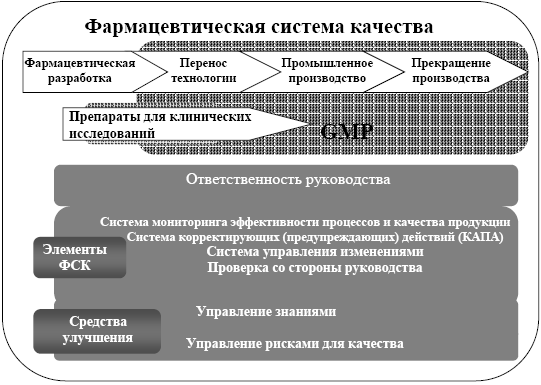 Фармацевтическая система качества
Фармацевтическая
разработка
Перенос
технологии
Промышленное
производство
Прекращение
производства
Препараты для клинических
исследований
GMP
Ответственность руководства
Система мониторинга эффективности процессов и качества продукции
Система корректирующих (предупреждающих) действий (КАПА)
Система управления изменениями
Проверка со стороны руководства
Элементы
ФСК
Управление знаниями
Управление рисками для качества
Средства
улучшения